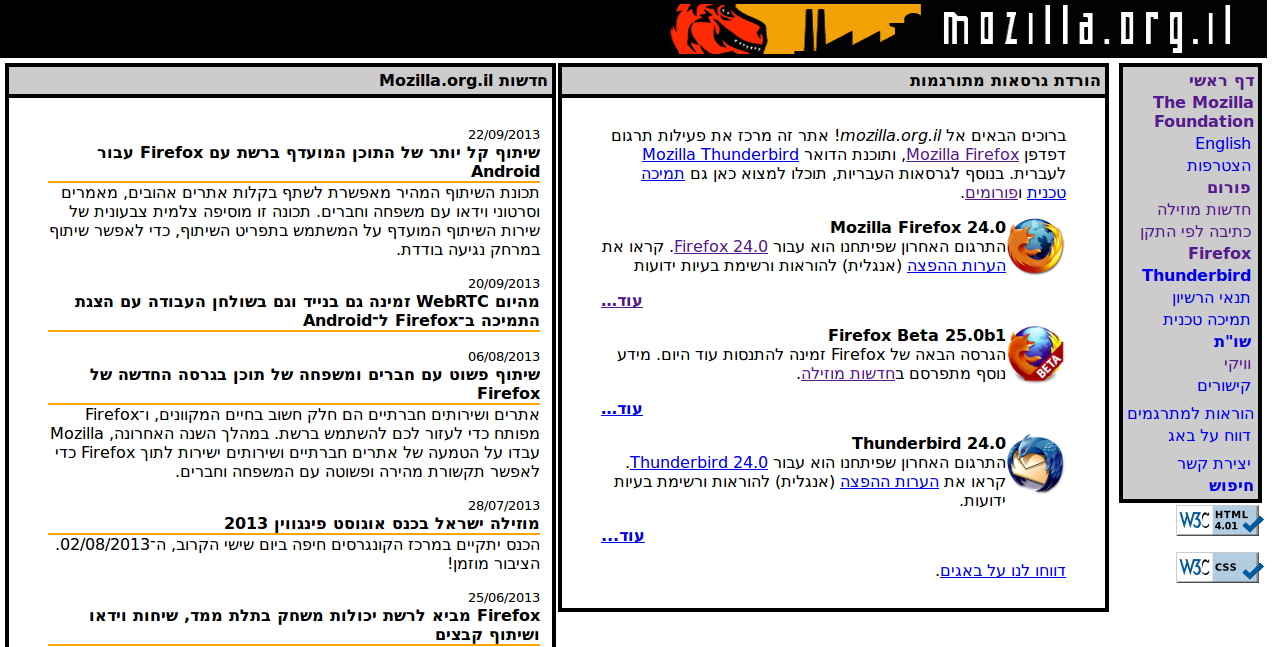 mozilla.org.il
דף ראשי
The Mozilla
Foundation
English
הצטרפות
פורום
חדשות מוזילה
כתיבה לפי התקן
Firefox
Thunderbird
תנאי הרשיון
תמיכה טכנית
שו"ת
וויקי
קישורים
הוראות למתרגמים
דווח על באג
יצירת קשר
חיפוש
W3C HTML 4.01
W3C CSS
הורדת גרסאות מתורגמות
ברוכים הבאים אל mozilla.org.il! אתר זה מרכז את פעילות תרגום
דפדפן Mozilla Firefox, ותוכנת הדואר Mozilla Thunderbird
לעברית. בנוסף לגרסאות העבריות, תוכלו למצוא כאן גם תמיכה
טכנית ופורומים.
Mozilla Firefox 24.0
התרגום האחרון שפיתחנו הוא עבור Firefox 24.0. קראו את
הערות ההפצה (אנגלית) להוראות ורשימת בעיות ידועות
עוד...
Firefox Beta 25.0b1
הגרסה הבאה של Firefox זמינה להתנסות עוד היום. מידע
נוסף מתפרסם בחדשות מוזילה.
BETA
עוד...
Thunderbird 24.0
התרגום האחרון שפיתחנו הוא עבור Thunderbird 24.0.
קראו את הערות ההפצה (אנגלית) להוראות ורשימת בעיות
ידועות.
עוד...
דווחו לנו על באגים.
חדשות Mozilla.org.il
22/09/2013
שיתוף קל יותר של התוכן המועדף ברשת עם Firefox עבור
Android
תכונת השיתוף המהיר מאפשרת לשתף בקלות אתרים אהובים, מאמרים
וסרטוני וידאו עם משפחה וחברים. תכונה זו מוסיפה צלמית צבעונית של
שירות השיתוף המועדף על המשתמש בתפריט השיתוף, כדי לאפשר שיתוף
במרחק נגיעה בודדת.
20/09/2013
מהיום WebRTC זמינה גם בנייד וגם בשולחן העבודה עם הצגת
התמיכה ב־Firefox ל־Android
06/08/2013
שיתוף פשוט עם חברים ומשפחה של תוכן בגרסה החדשה של
Firefox
אתרים ושירותים חברתיים הם חלק חשוב בחיים המקוונים, ו־Firefox
מפותח כדי לעזור לכם להשתמש ברשת. במהלך השנה האחרונה, Mozilla
עבדו על הטמעה של אתרים חברתיים ושירותים ישירות לתוך Firefox כדי
לאפשר תקשורת מהירה ופשוטה עם המשפחה וחברים.
28/07/2013
מוזילה ישראל בכנס אוגוסט פינגווין 2013
הכנס יתקיים במרכז הקונגרסים חיפה ביום שישי הקרוב, ה־02/08/2013.
הציבור מוזמן!
25/06/2013
Firefox מביא לרשת יכולות משחק בתלת ממד, שיחות וידאו
ושיתוף קבצים